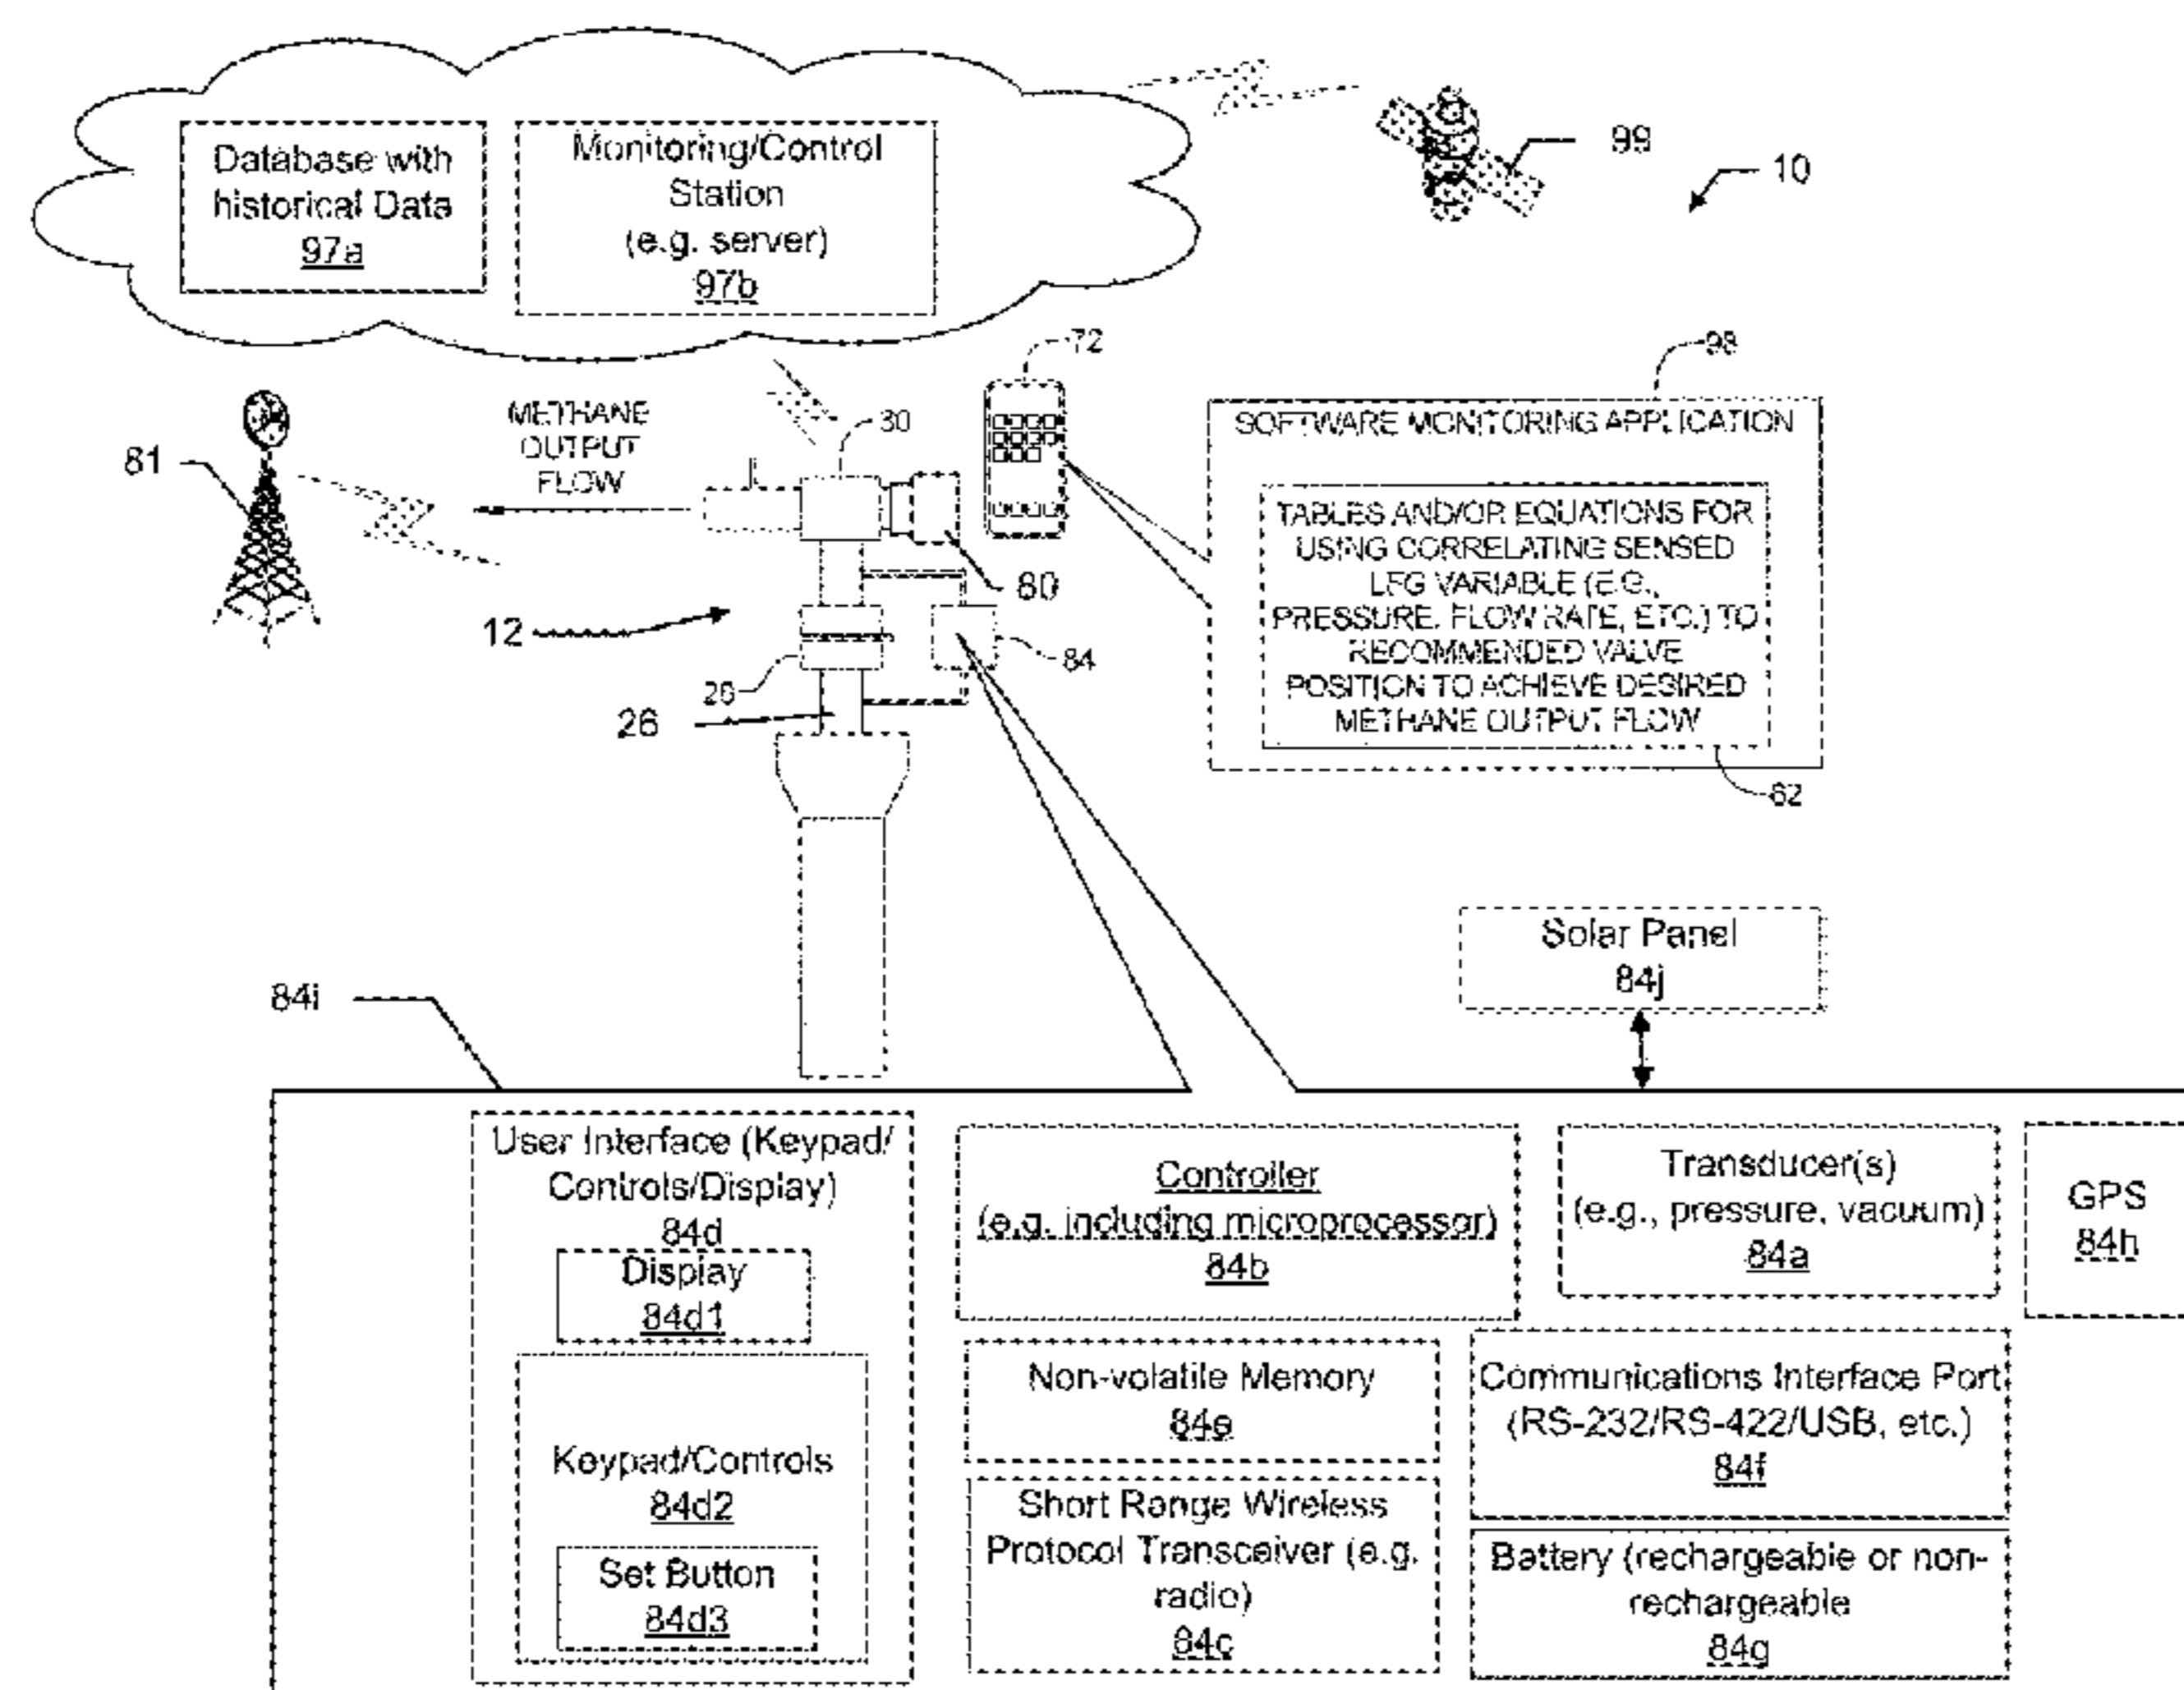 Database with
historical Data
97a
Monitoring/Control
Station
(e.g. server)
97b
99
10
72
98
METHANE
OUTPUT
FLOW
30
81
SOFTWARE MONITORING APPLICATION
TABLES AND/OR EQUATIONS FOR
USING CORRELATING SENSED
LFG VARIABLE (E.G.,
PRESSURE, FLOW RATE, ETC.) TO
RECOMMENDED VALVE
POSITION TO ACHIEVE DESIRED
METHANE OUTPUT FLOW
62
12
84
26
Solar Panel
84j
84i
User Interface (Keypad/
Controls/Display)
84d
Display
84d1
Keypad/Controls
84d2
Set Button
84d3
Controller
(e.g. including microprocessor)
84b
Transducer(s)
(e.g., pressure, vacuum)
84a
GPS
84h
Non-volatile Memory
84e
Communications Interface Port
(RS-232/RS-422/USB, etc.)
84f
Short Range Wireless
Protocol Transceiver (e.g.
radio)
84c
Battery (rechargeable or non-
rechargeable
84g